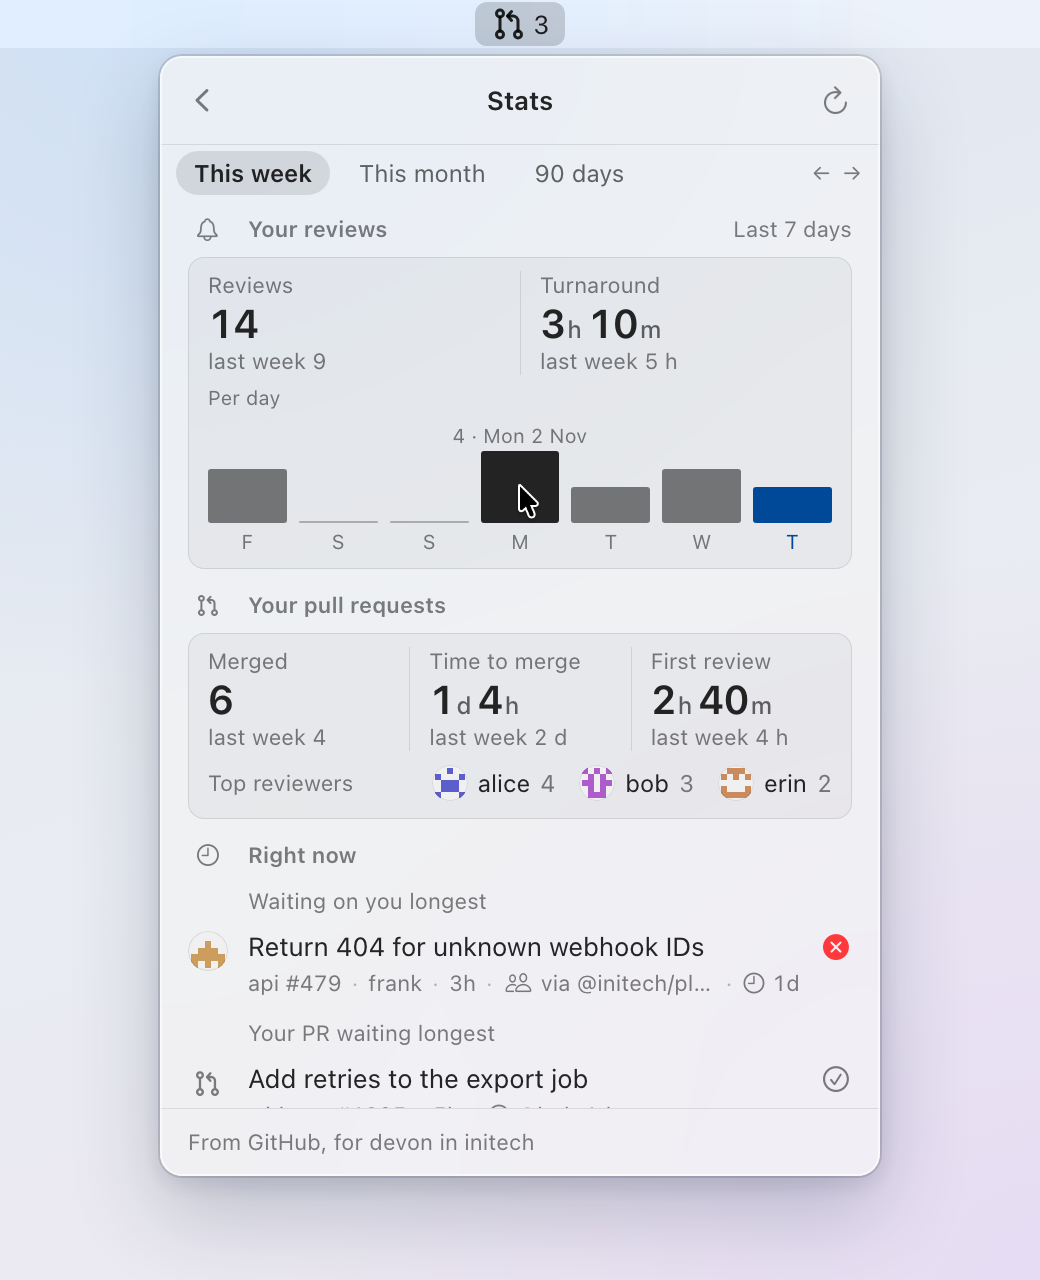 3
Stats
This week This month 90 days ← →
Your reviews Last 7 days
Reviews Turnaround
14 3h 10m
last week 9 last week 5 h
Per day
4 · Mon 2 Nov
F S S M T W T
Your pull requests
Merged Time to merge First review
6 1d 4h 2h 40m
last week 4 last week 2 d last week 4 h
Top reviewers alice 4 bob 3 erin 2
Right now
Waiting on you longest
Return 404 for unknown webhook IDs
api #479 · frank · 3h · via @initech/pl… · 1d
Your PR waiting longest
Add retries to the export job
From GitHub, for devon in initech